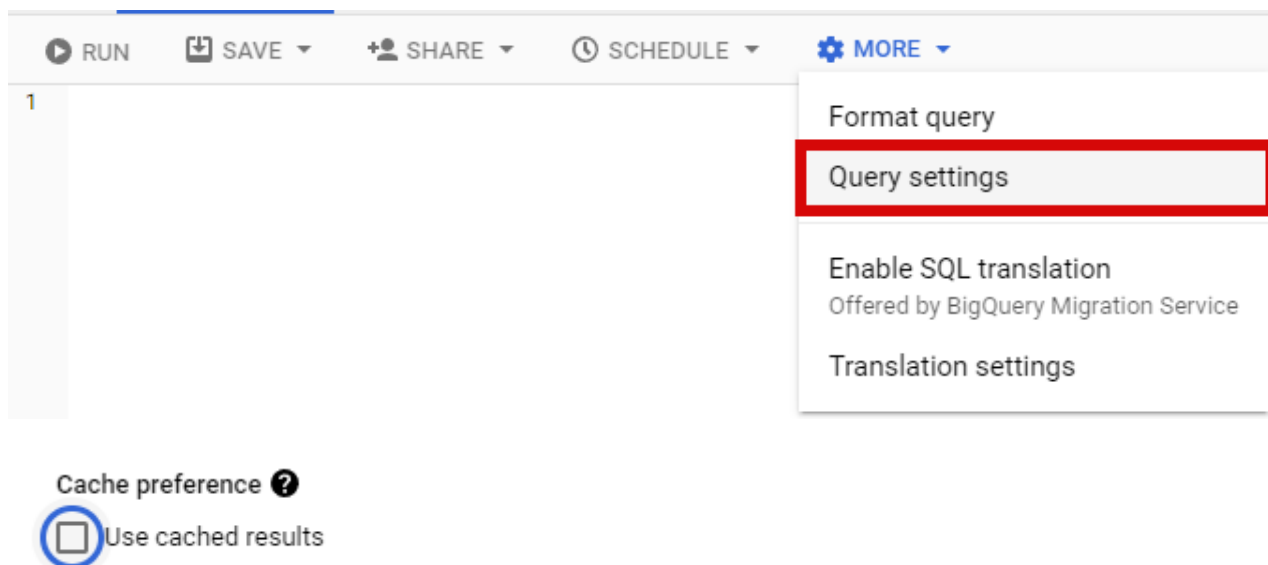 RUN SAVE SHARE SCHEDULE MORE
1
Format query
Query settings
Enable SQL translation
Offered by BigQuery Migration Service
Translation settings
Cache preference ?
Use cached results